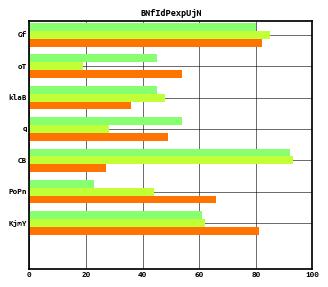 BNfIdPexpUjN
Gf
oT
klaB
q
CB
PoPn
KjmY
0 20 40 60 80 100